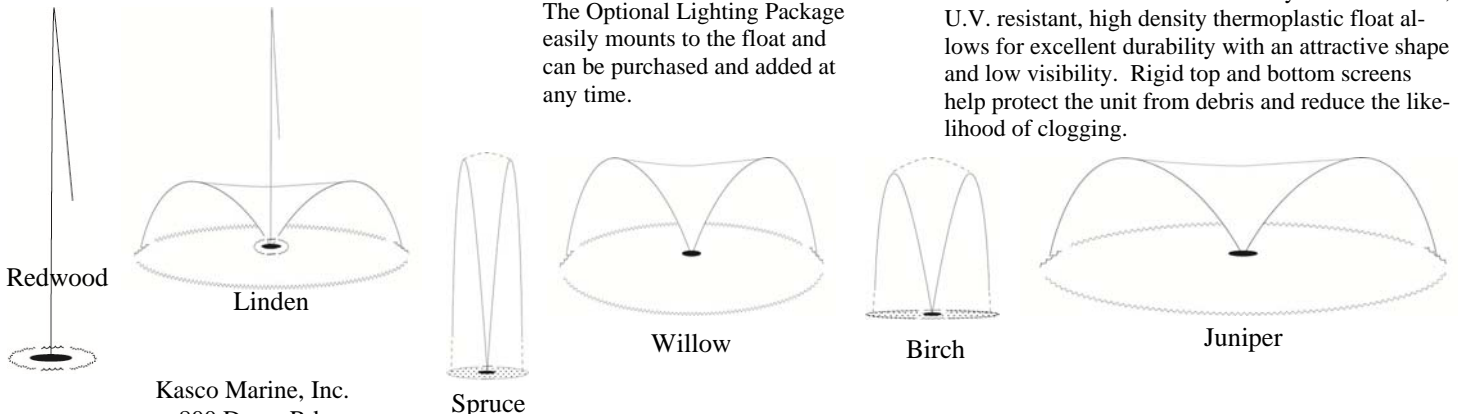 The Optional Lighting Package
easily mounts to the float and
can be purchased and added at
any time.
U.V. resistant, high density thermoplastic float al-
lows for excellent durability with an attractive shape
and low visibility. Rigid top and bottom screens
help protect the unit from debris and reduce the like-
lihood of clogging.
Redwood
Linden
Spruce
Willow
Birch
Juniper
Kasco Marine, Inc.